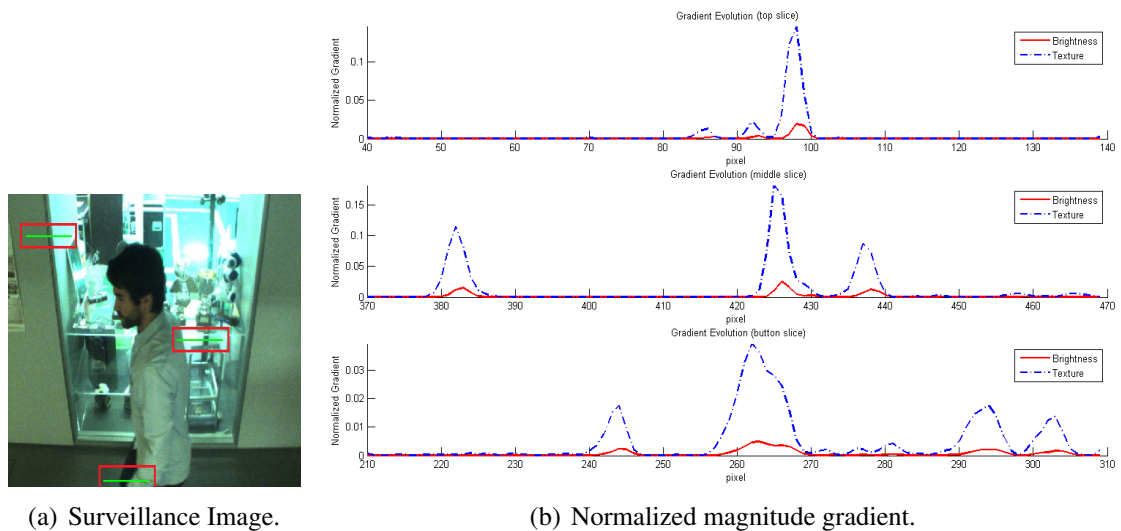 Gradient Evolution (top slice)
Normalized Gradient
0.1
0.05
0
Brightness
Texture
40 50 60 70 80 90 100 110 120 130 140
pixel
Gradient Evolution (middle slice)
Normalized Gradient
0.15
0.1
0.05
0
Brightness
Texture
370 380 390 400 410 420 430 440 450 460 470
pixel
Gradient Evolution (button slice)
Normalized Gradient
0.03
0.02
0.01
0
Brightness
Texture
210 220 230 240 250 260 270 280 290 300 310
pixel
(a) Surveillance Image.
(b) Normalized magnitude gradient.